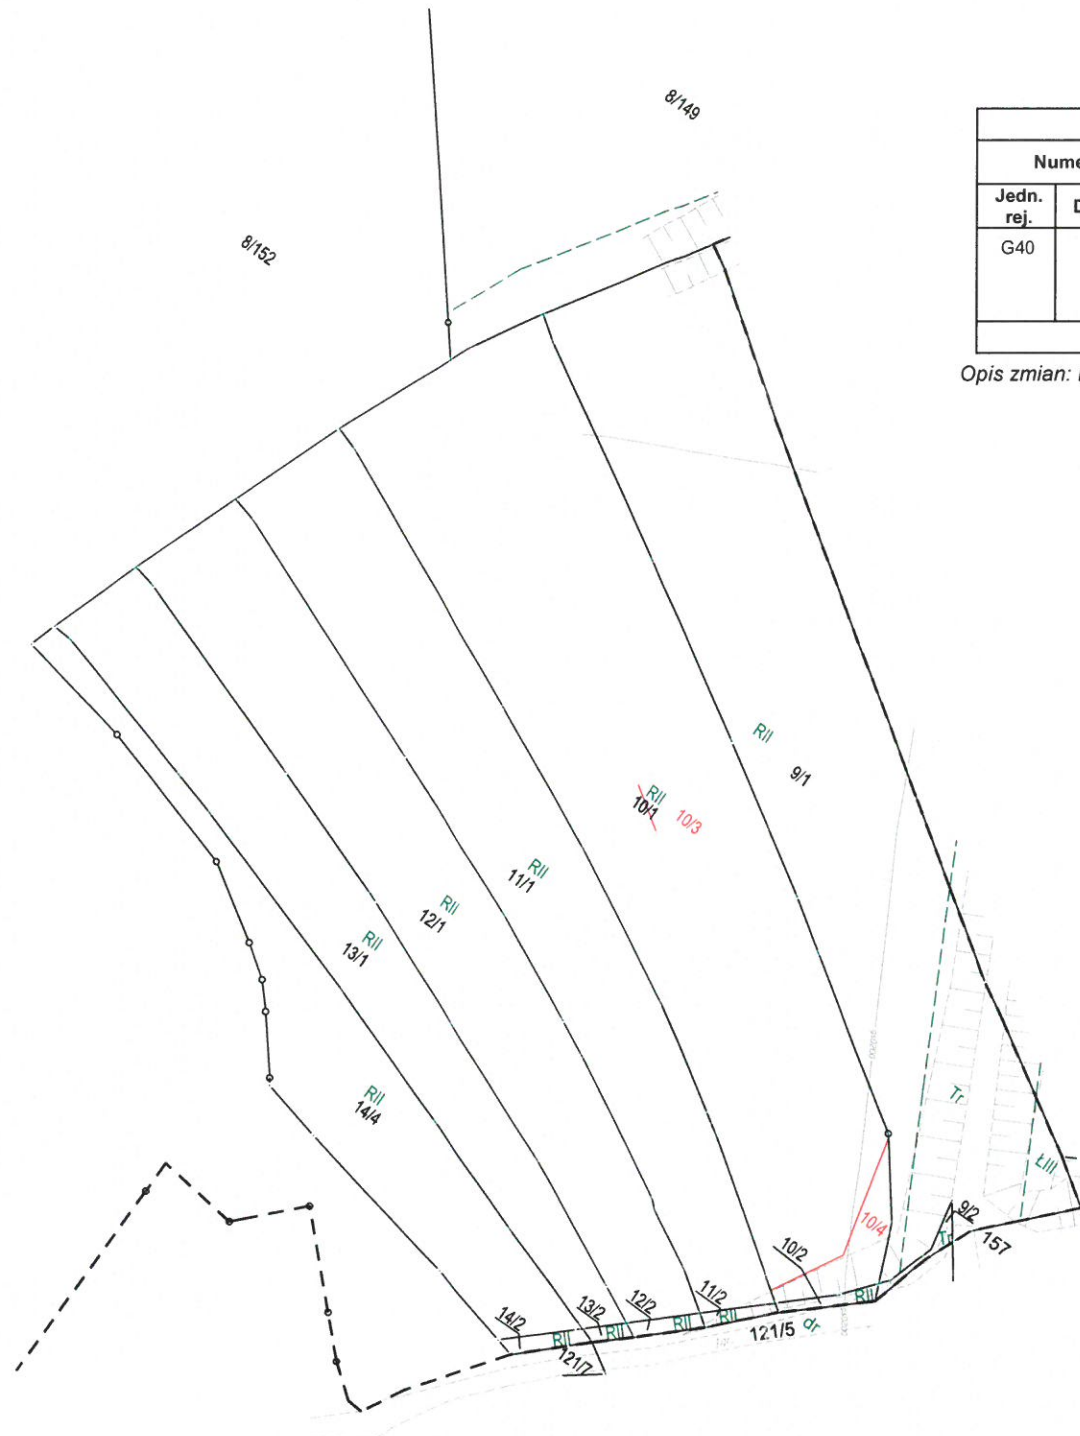 8/149
8/152
Nume
Jedn.
rej.
D
G40
Opis zmian:
RII
9/1
RII
10/1
10/3
RII
11/1
RII
12/1
RII
13/1
RII
14/4
Tr
ŁIII
10/4
9/2
Tr
157
10/2
RII
11/2
12/2
13/2
14/2
RII
RII
RII
RII
dr
121/5
121/7